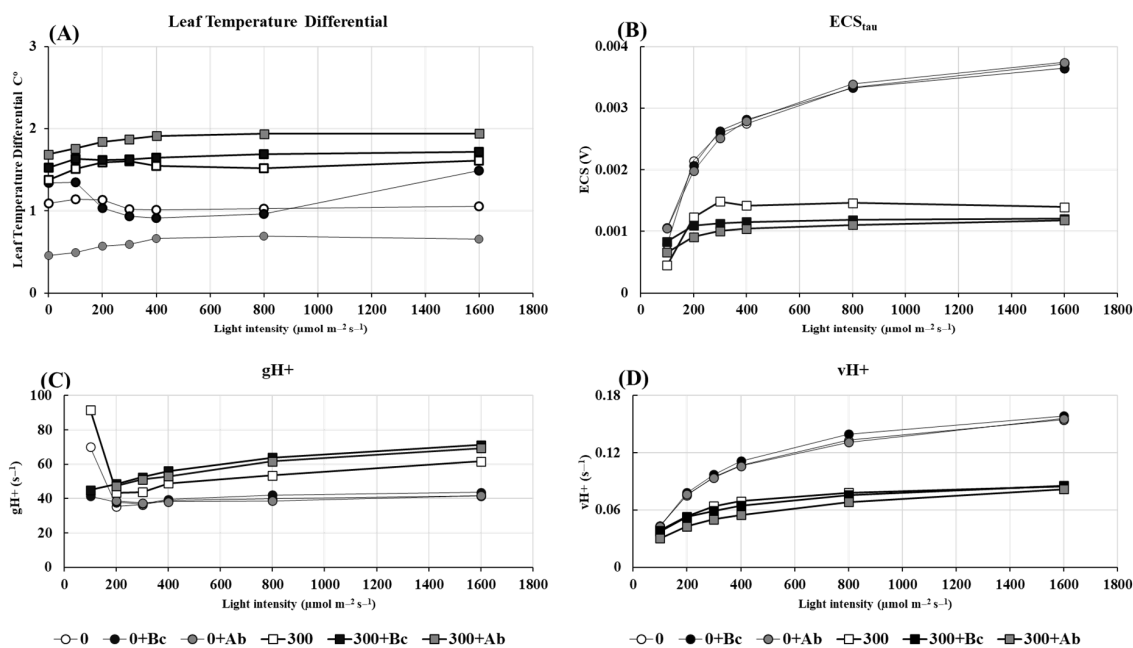 Leaf Temperature Differential
(A)
3
2
1
0
Leaf Temperature Differential C°
0 200 400 600 800 1000 1200 1400 1600 1800
Light intensity (µmol m⁻² s⁻¹)
ECStau
(B)
0.004
0.003
0.002
0.001
0
ECS (V)
0 200 400 600 800 1000 1200 1400 1600 1800
Light intensity (µmol m⁻² s⁻¹)
gH+
(C)
100
80
60
40
20
0
gH+ (s⁻¹)
0 200 400 600 800 1000 1200 1400 1600 1800
Light intensity (µmol m⁻² s⁻¹)
0 0+Bc 0+Ab 300 300+Bc 300+Ab
vH+
(D)
0.18
0.12
0.06
0.00
vH+ (s⁻¹)
0 200 400 600 800 1000 1200 1400 1600 1800
Light intensity (µmol m⁻² s⁻¹)
0 0+Bc 0+Ab 300 300+Bc 300+Ab